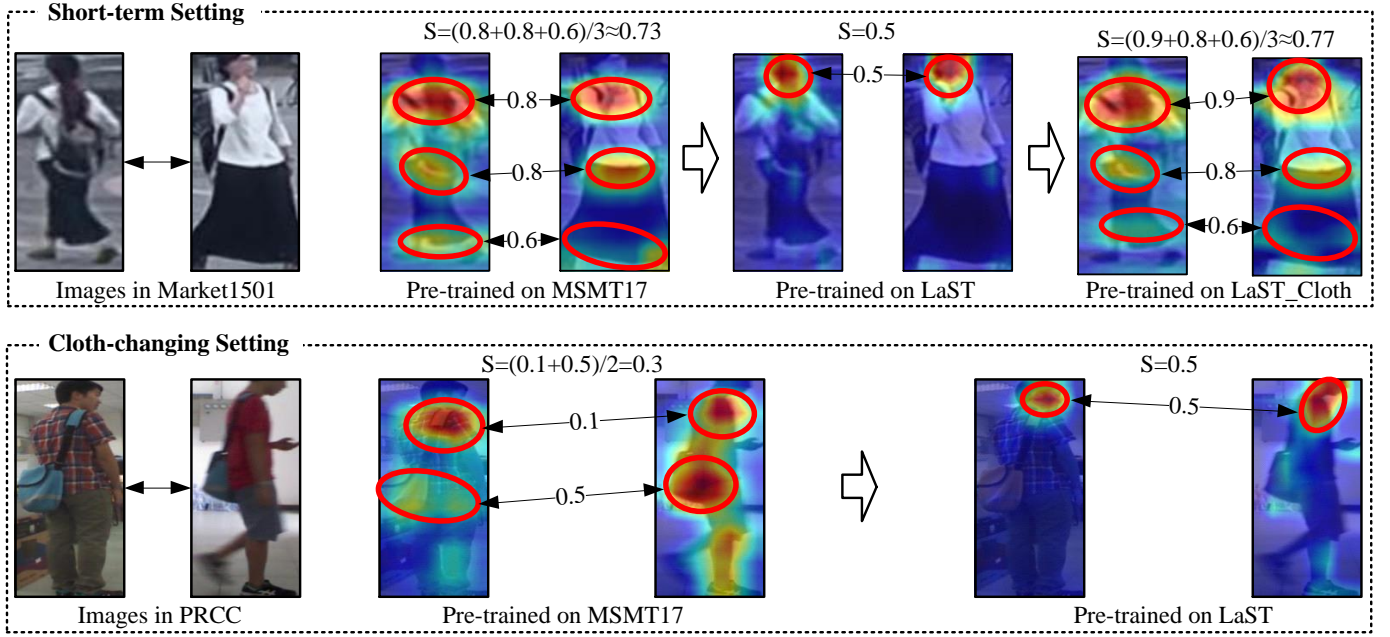 Short-term Setting
S=(0.8+0.8+0.6)/3≈0.73
S=0.5
S=(0.9+0.8+0.6)/3≈0.77
0.8
0.5
0.9
0.8
0.8
0.6
0.6
Images in Market1501
Pre-trained on MSMT17
Pre-trained on LaST
Pre-trained on LaST_Cloth
Cloth-changing Setting
S=(0.1+0.5)/2=0.3
S=0.5
0.1
0.5
0.5
Images in PRCC
Pre-trained on MSMT17
Pre-trained on LaST